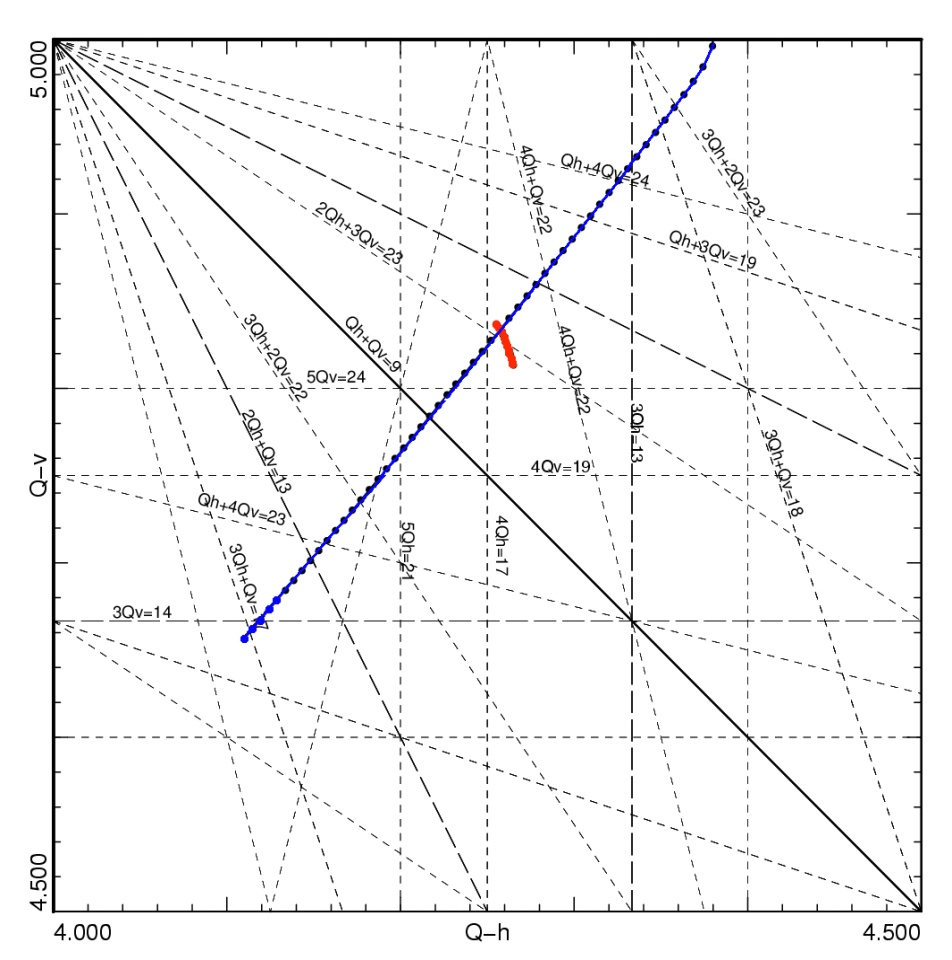 5.000
3Qh+2Qv=23
Qh+4Qv=24
4Qh+Qv=22
2Qh+3Qv=23
Qh+3Qv=19
3Qh+2Qv=22
Qh+Qv=9
4Qh+Qv=22
5Qv=24
3Qh=13
2Qh+Qv=13
3Qh+Qv=18
Q-v
4Qv=19
Qh+4Qv=23
5Qh=21
4Qh=17
3Qh+Qv=
3Qv=14
4.500
4.000
Q-h
4.500